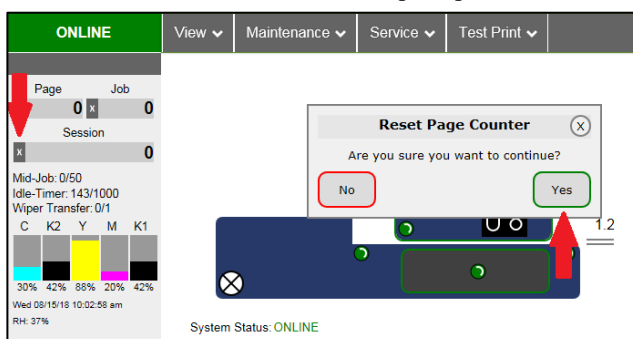 ONLINE View Maintenance Service Test Print
Page Job
0 x 0
Session
x 0
Mid-Job: 0/50
Idle-Timer: 143/1000
Wiper Transfer: 0/1
C K2 Y M K1
30% 42% 88% 20% 42%
Wed 08/15/18 10:02:58 am
RH: 37%
Reset Page Counter X
Are you sure you want to continue?
No Yes
1.2
System Status: ONLINE